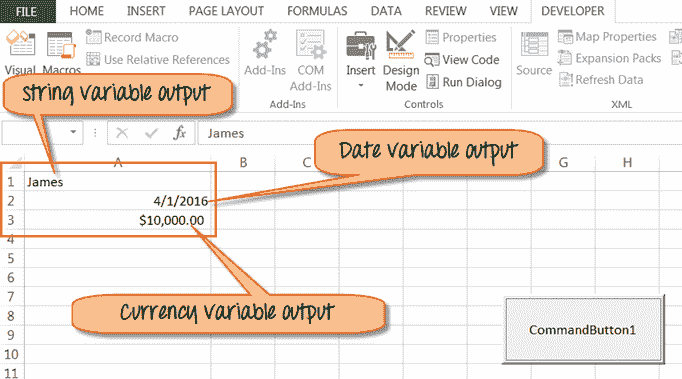 FILE HOME INSERT PAGE LAYOUT FORMULAS DATA REVIEW VIEW DEVELOPER
Visual Macros
Record Macro
Use Relative References
Add-Ins COM Add-Ins
Add-Ins
Insert Design Mode
Properties
View Code
Run Dialog
Controls
Source
Map Properties
Expansion Packs
Refresh Data
XML
String variable output
fx James
Date variable output
A B C G H
1 James
2 4/1/2016
3 $10,000.00
4
5
6
7
8
9
10
11
Currency variable output
CommandButton1